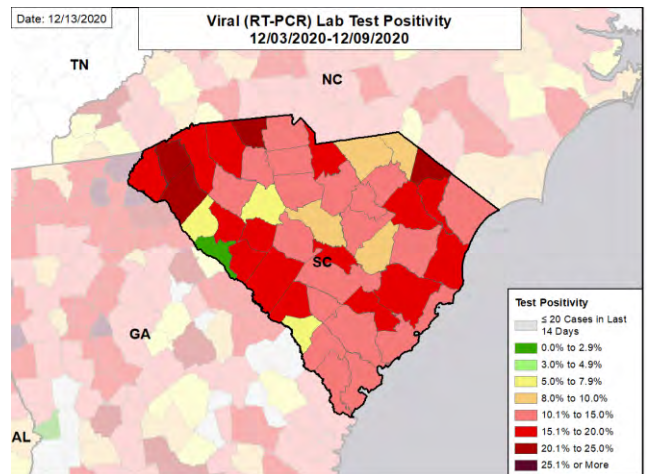 Date: 12/13/2020
Viral (RT-PCR) Lab Test Positivity
12/03/2020-12/09/2020
TN
NC
SC
GA
AL
Test Positivity
≤ 20 Cases in Last
14 Days
0.0% to 2.9%
3.0% to 4.9%
5.0% to 7.9%
8.0% to 10.0%
10.1% to 15.0%
15.1% to 20.0%
20.1% to 25.0%
25.1% or More